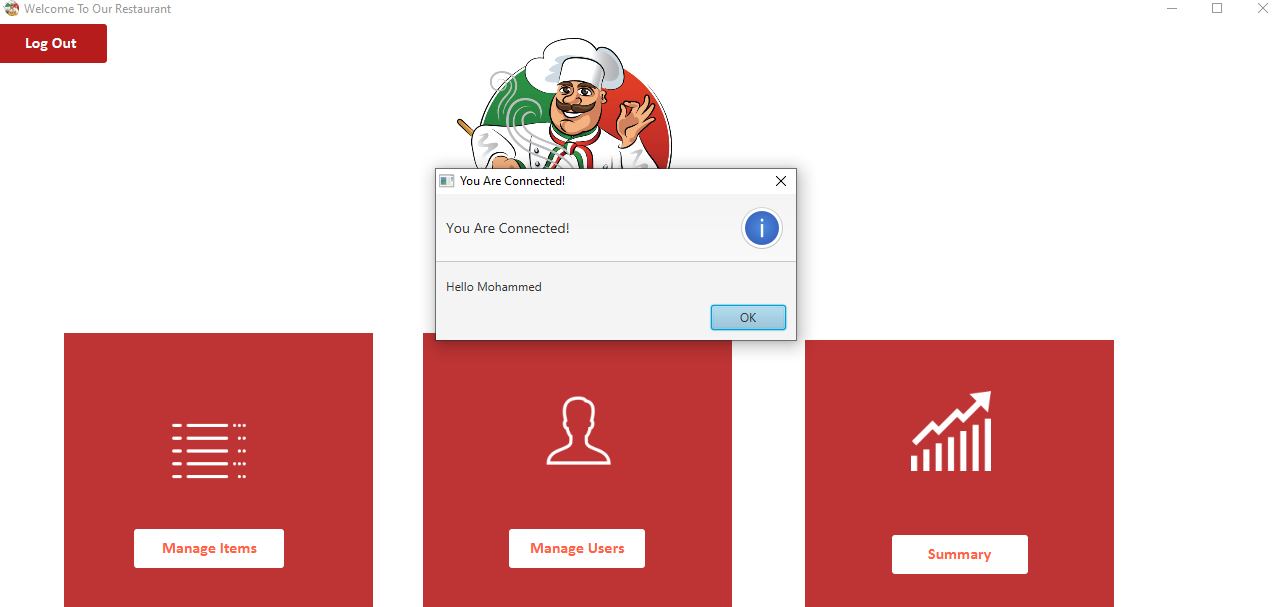 Welcome To Our Restaurant
Log Out
You Are Connected!
You Are Connected!
i
Hello Mohammed
OK
Manage Items
Manage Users
Summary